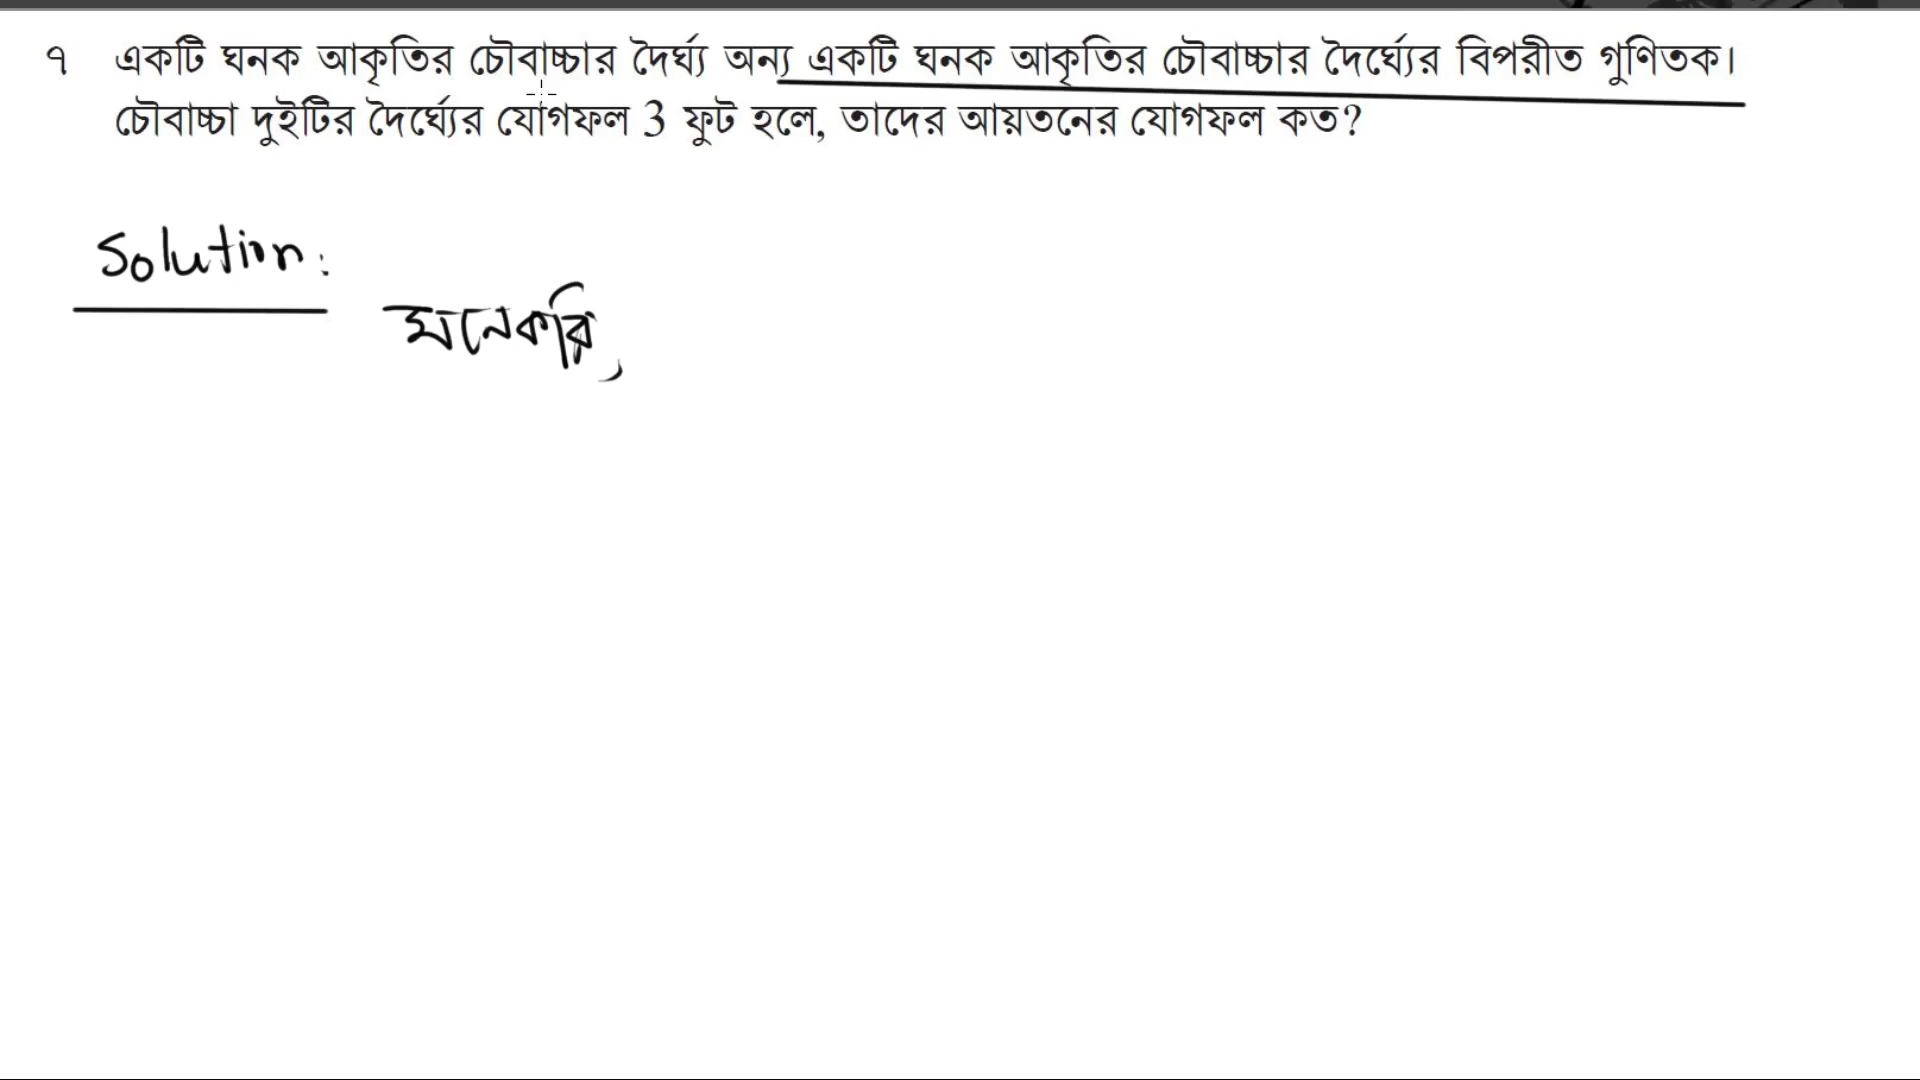 ৭ একটি ঘনক আকৃতির চৌবাচ্চার দৈর্ঘ্য অন্য একটি ঘনক আকৃতির চৌবাচ্চার দৈর্ঘ্যের বিপরীত গুণিতক।
চৌবাচ্চা দুইটির দৈর্ঘ্যের যোগফল 3 ফুট হলে, তাদের আয়তনের যোগফল কত?
Solution:
মনেকরি,